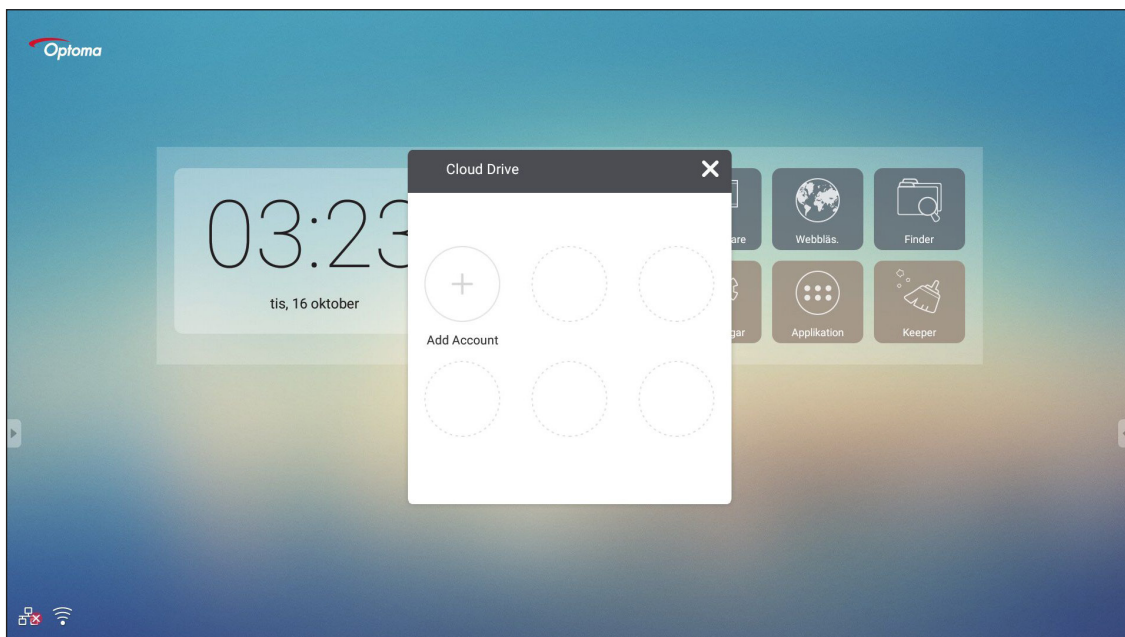 Optoma
Cloud Drive
03:23
are
Webbläs.
Finder
tis, 16 oktober
Add Account
gar
Applikation
Keeper